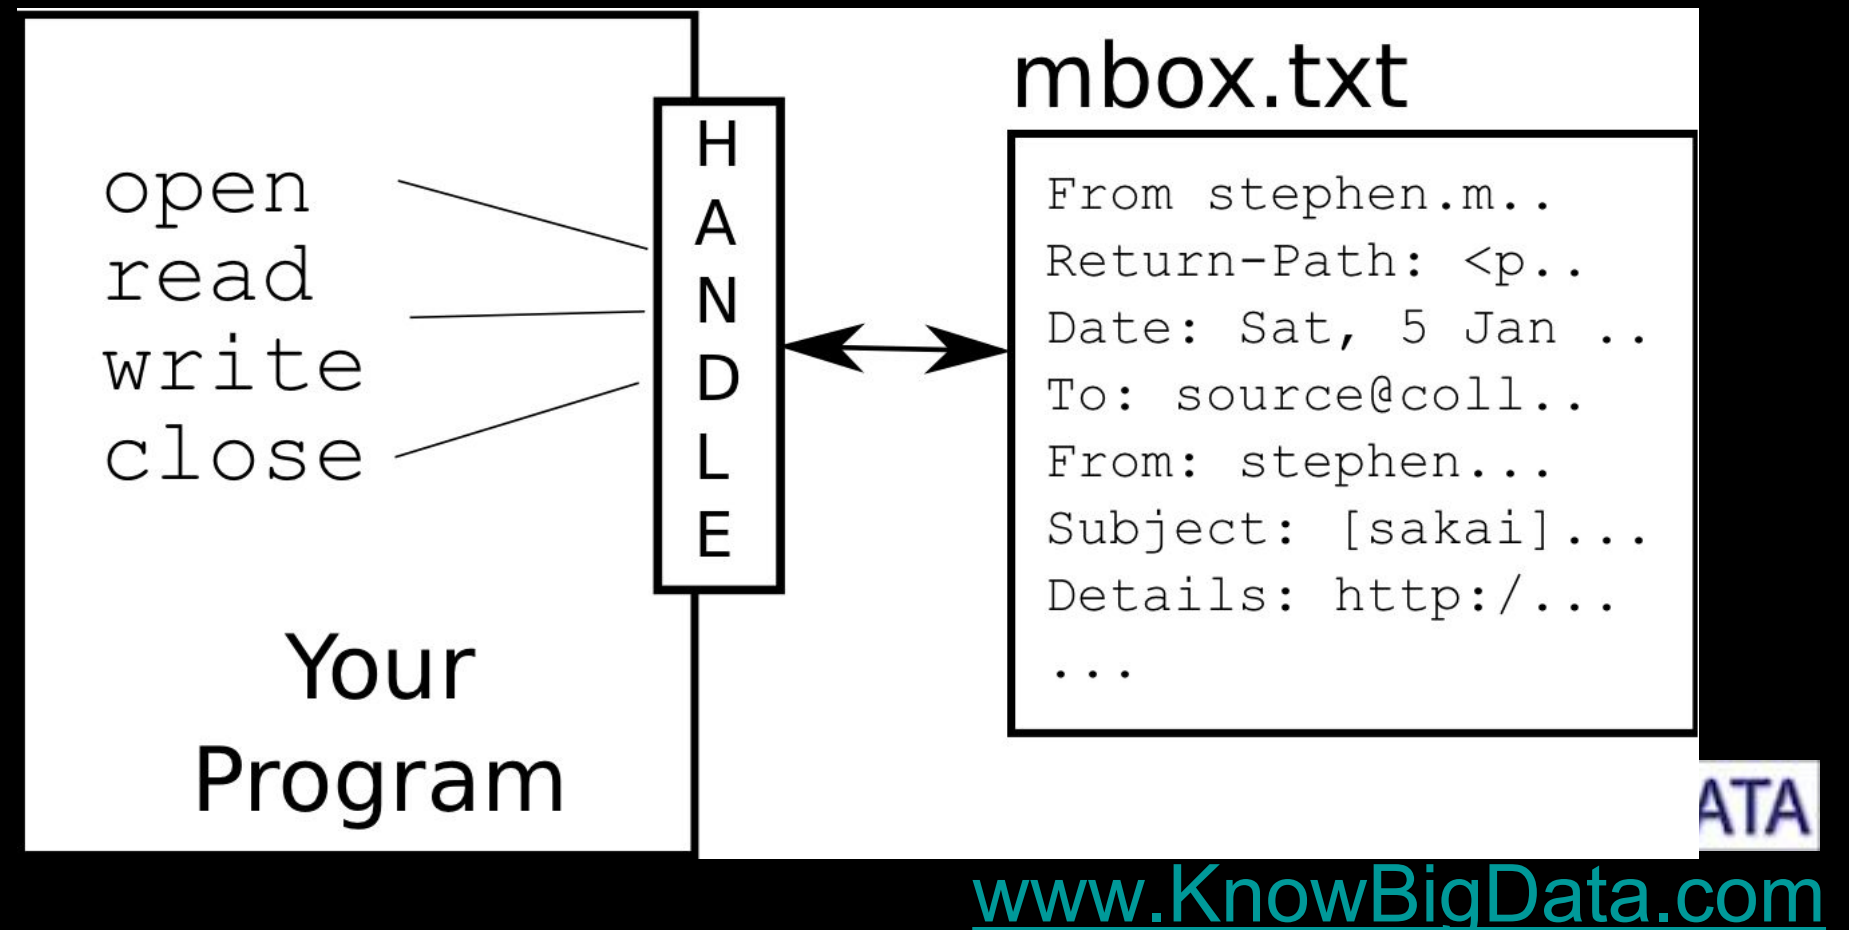 open
read
write
close
Your
Program
HANDLE
mbox.txt
From stephen.m..
Return-Path: <p..
Date: Sat, 5 Jan ..
To: source@coll..
From: stephen...
Subject: [sakai]...
Details: http:/...
...
ATA
www.KnowBigData.com